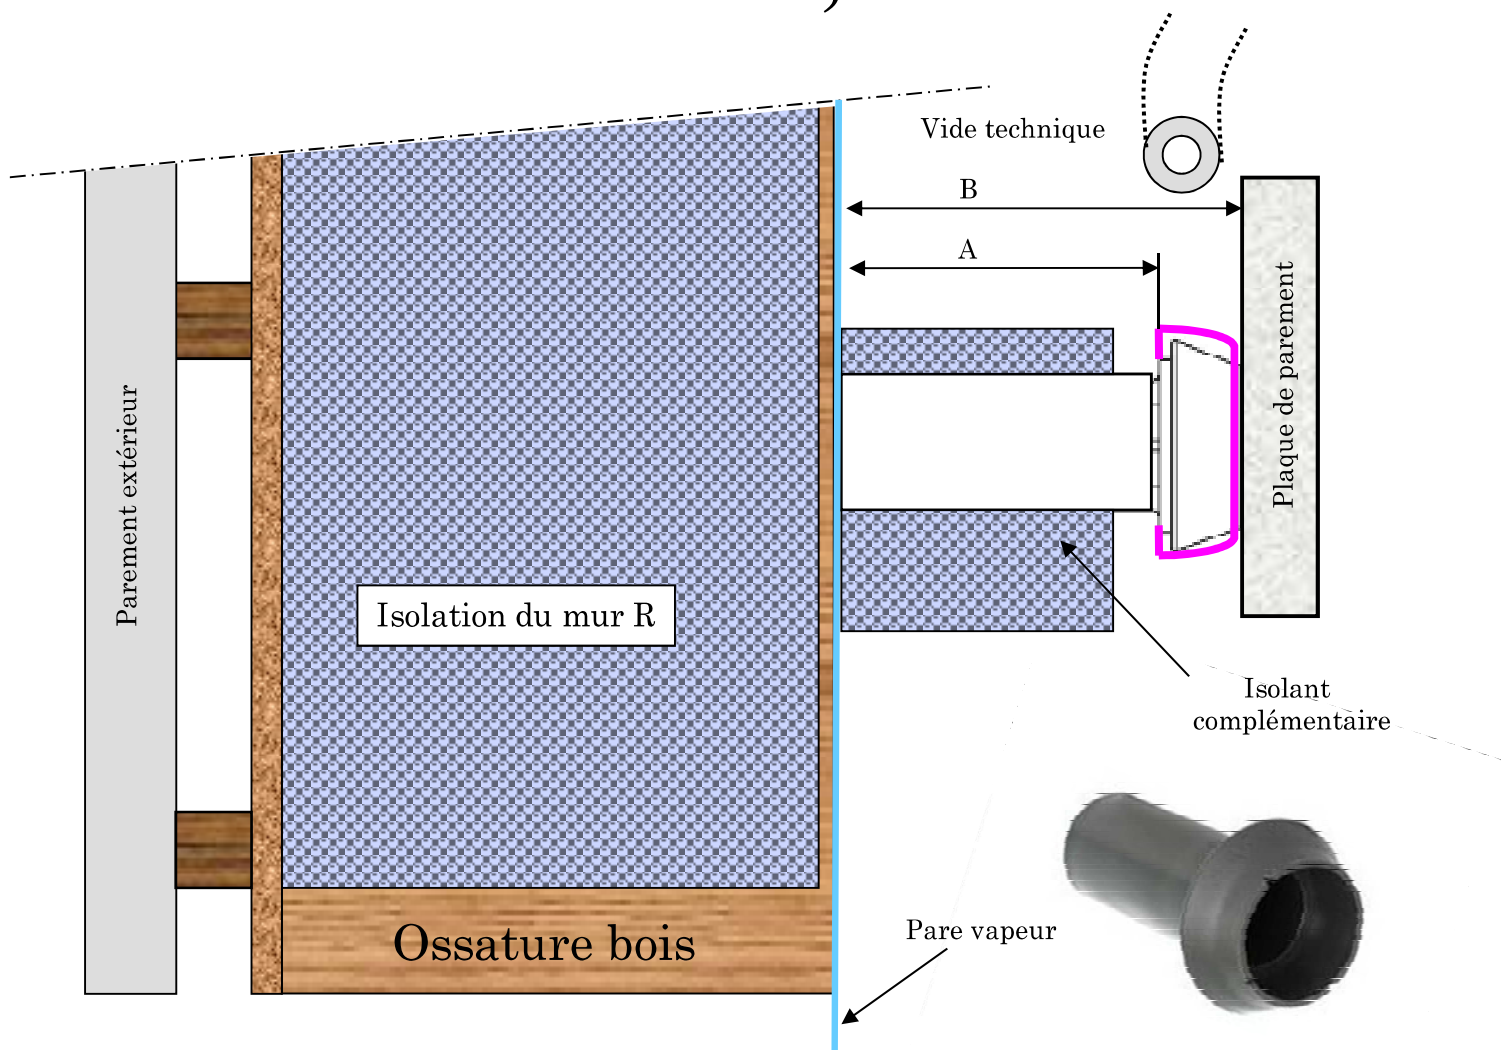 Vide technique
B
A
Parement extérieur
Plaque de parement
Isolation du mur R
Isolant
complémentaire
Pare vapeur
Ossature bois